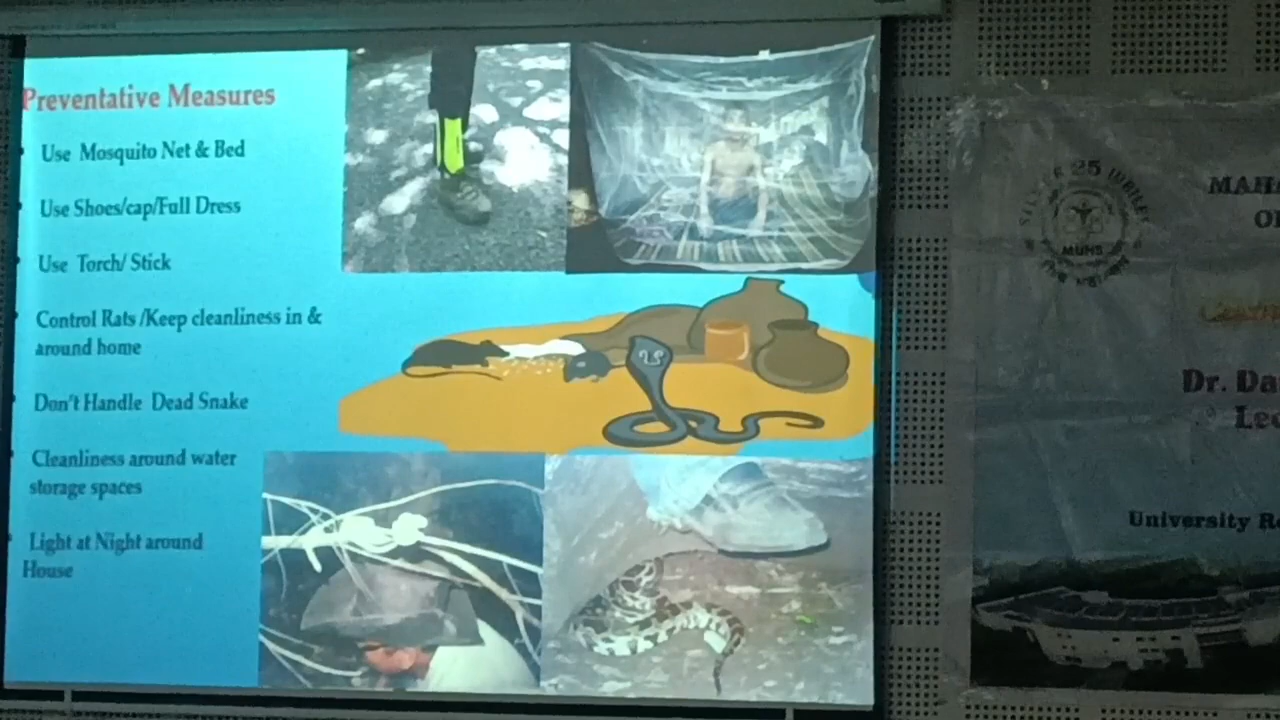 Preventative Measures
Use Mosquito Net & Bed
Use Shoes/cap/Full Dress
Use Torch/ Stick
Control Rats /Keep cleanliness in &
around home
Don't Handle Dead Snake
Cleanliness around water
storage spaces
Light at Night around
House
25
MUHS
Dr.
University